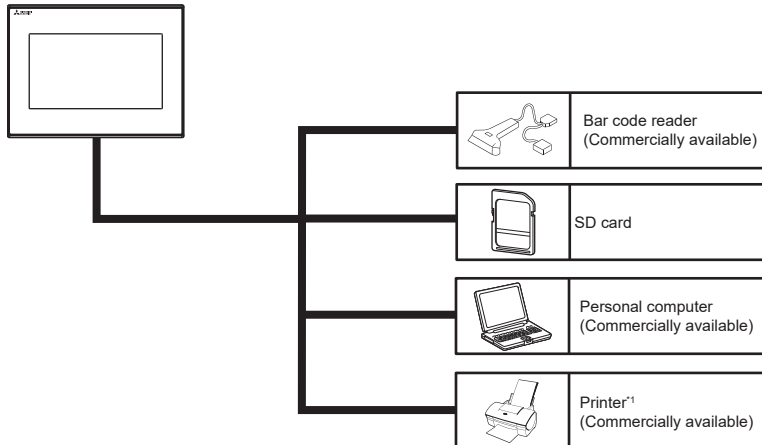 Bar code reader
(Commercially available)
SD card
Personal computer
(Commercially available)
Printer*1
(Commercially available)